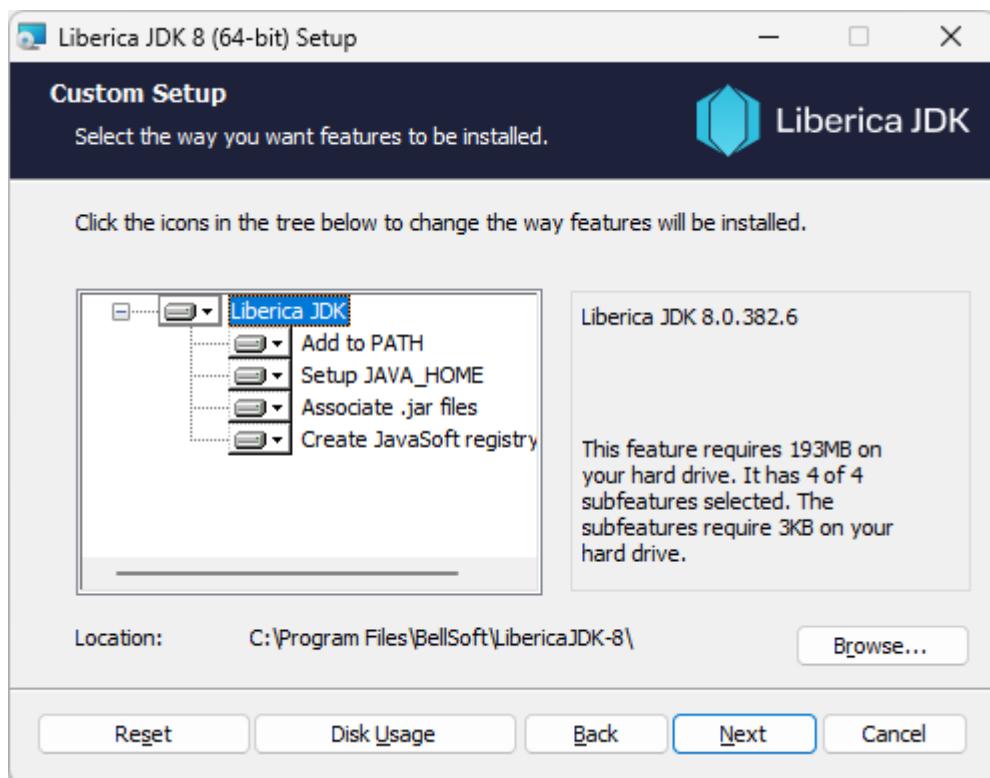 Liberica JDK 8 (64-bit) Setup
Custom Setup
Select the way you want features to be installed.
Liberica JDK
Click the icons in the tree below to change the way features will be installed.
Liberica JDK
Add to PATH
Setup JAVA_HOME
Associate .jar files
Create JavaSoft registry
Liberica JDK 8.0.382.6
This feature requires 193MB on
your hard drive. It has 4 of 4
subfeatures selected. The
subfeatures require 3KB on your
hard drive.
Location: C:\Program Files\BellSoft\LibericaJDK-8\
Browse...
Reset Disk Usage Back Next Cancel